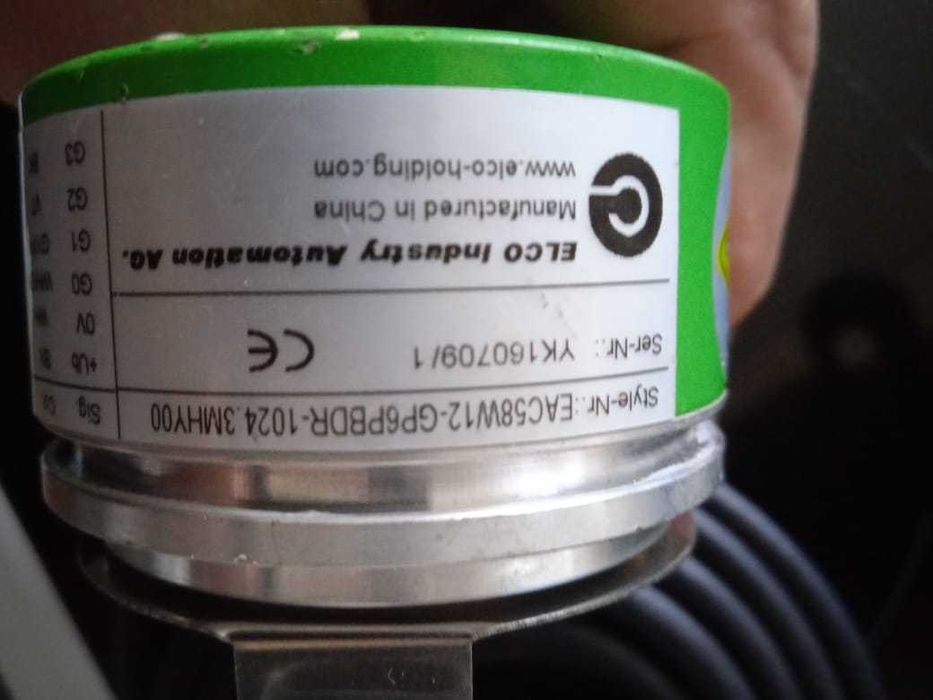 Style-Nr.:EAC58W12-GP6PBDR-1024.3MHY00
Ser-Nr.: YK160709/1
CE
ELCO Industry Automation AG.
Manufactured in China
www.elco-holding.com
Sig.
+Ub
0V
G0
G1
G2
G3